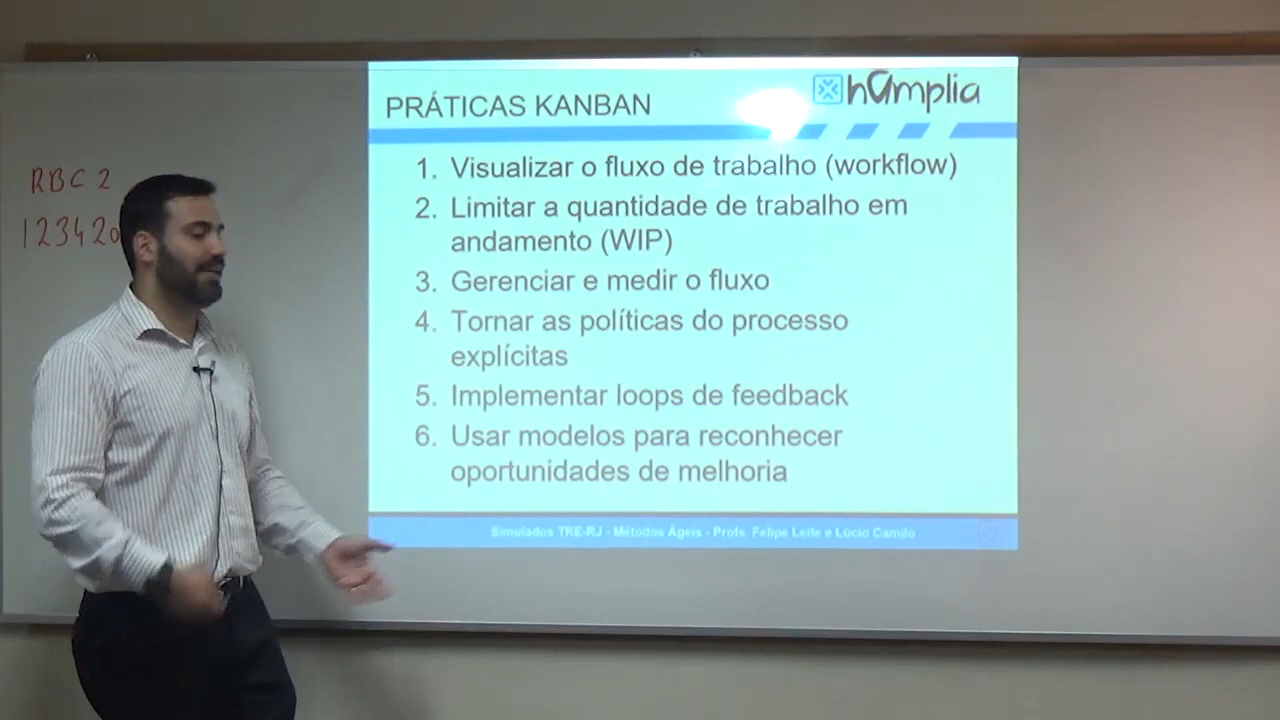 hamplia
PRÁTICAS KANBAN
1. Visualizar o fluxo de trabalho (workflow)
2. Limitar a quantidade de trabalho em
andamento (WIP)
3. Gerenciar e medir o fluxo
4. Tornar as políticas do processo
explícitas
5. Implementar loops de feedback
6. Usar modelos para reconhecer
oportunidades de melhoria
Simulados TRE-RJ - Métodos Ágeis - Profs. Felipe Leite e Lúcio Camilo
RBC 2
123420